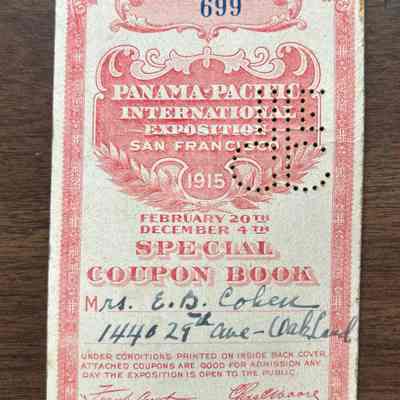 699
PANAMA-PACIFIC
INTERNATIONAL
EXPOSITION
SAN FRANCISCO
1915
FEBRUARY 20TH
DECEMBER 4TH
SPECIAL
COUPON BOOK
Mrs. E. B. Cohen
1440 29th Ave - Oakland
UNDER CONDITIONS PRINTED ON INSIDE BACK COVER
ATTACHED COUPONS ARE GOOD FOR ADMISSION ANY
DAY THE EXPOSITION IS OPEN TO THE PUBLIC.